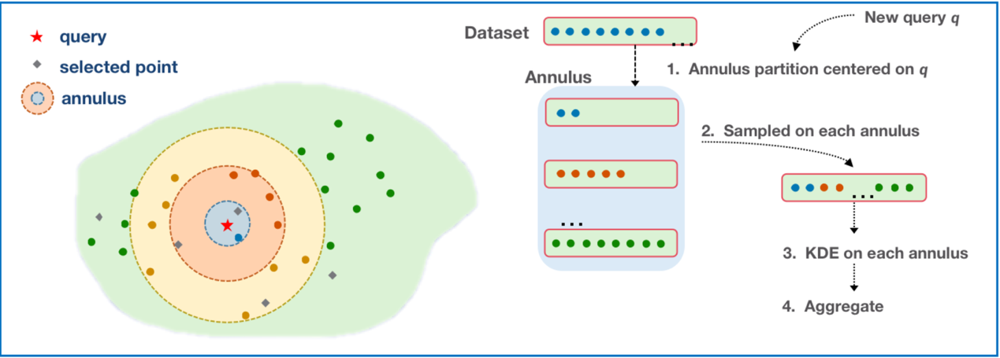 query
selected point
annulus
Dataset
...
New query q
1. Annulus partition centered on q
Annulus
2. Sampled on each annulus
...
...
3. KDE on each annulus
4. Aggregate